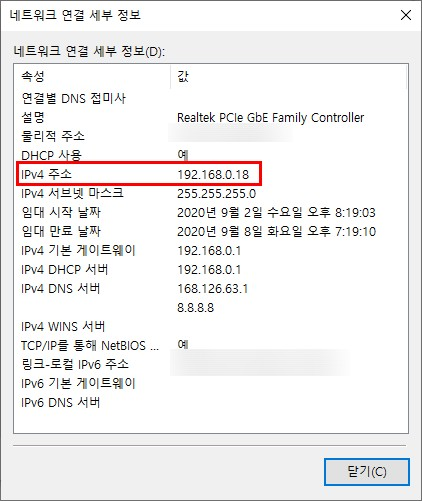 네트워크 연결 세부 정보
네트워크 연결 세부 정보(D):
속성 값
연결별 DNS 접미사
설명 Realtek PCIe GbE Family Controller
물리적 주소
DHCP 사용 예
IPv4 주소 192.168.0.18
IPv4 서브넷 마스크 255.255.255.0
임대 시작 날짜 2020년 9월 2일 수요일 오후 8:19:03
임대 만료 날짜 2020년 9월 8일 화요일 오후 7:19:10
IPv4 기본 게이트웨이 192.168.0.1
IPv4 DHCP 서버 192.168.0.1
IPv4 DNS 서버 168.126.63.1
8.8.8.8
IPv4 WINS 서버
TCP/IP를 통해 NetBIOS ... 예
링크-로컬 IPv6 주소
IPv6 기본 게이트웨이
IPv6 DNS 서버
닫기(C)